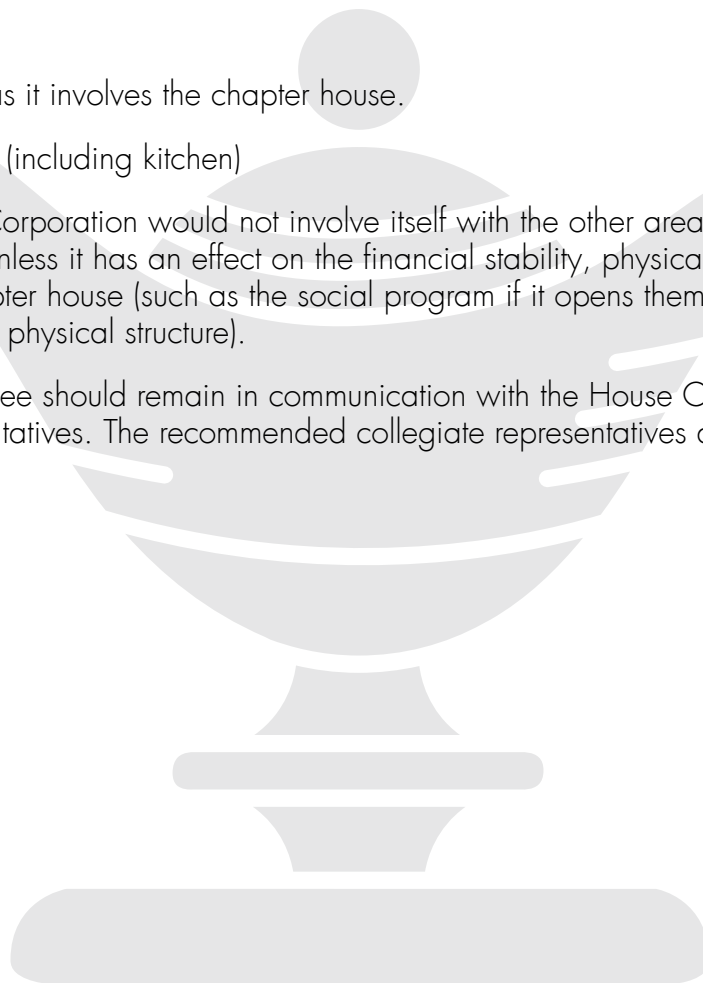 as it involves the chapter house.
(including kitchen)
Corporation would not involve itself with the other area
nless it has an effect on the financial stability, physica
pter house (such as the social program if it opens them
physical structure).
ee should remain in communication with the House C
tatives. The recommended collegiate representatives a